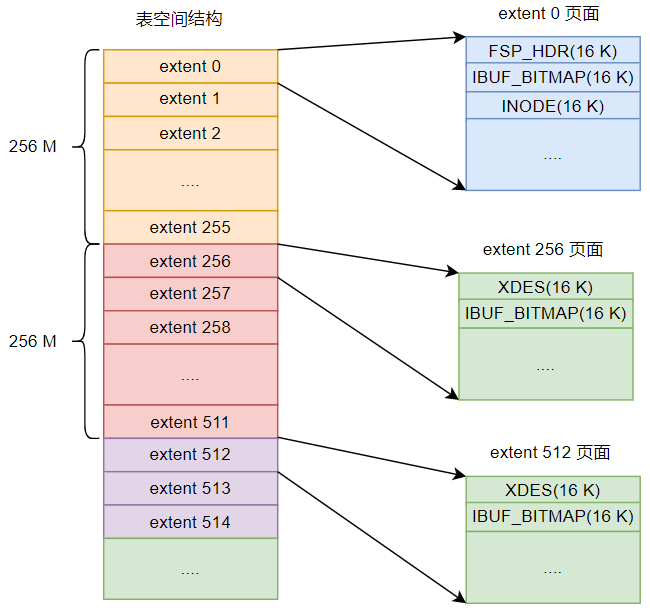 表空间结构
extent 0
extent 1
extent 2
....
extent 255
extent 256
extent 257
extent 258
....
extent 511
extent 512
extent 513
extent 514
....
256 M
256 M
extent 0 页面
FSP_HDR(16 K)
IBUF_BITMAP(16 K)
INODE(16 K)
....
extent 256 页面
XDES(16 K)
IBUF_BITMAP(16 K)
....
extent 512 页面
XDES(16 K)
IBUF_BITMAP(16 K)
....